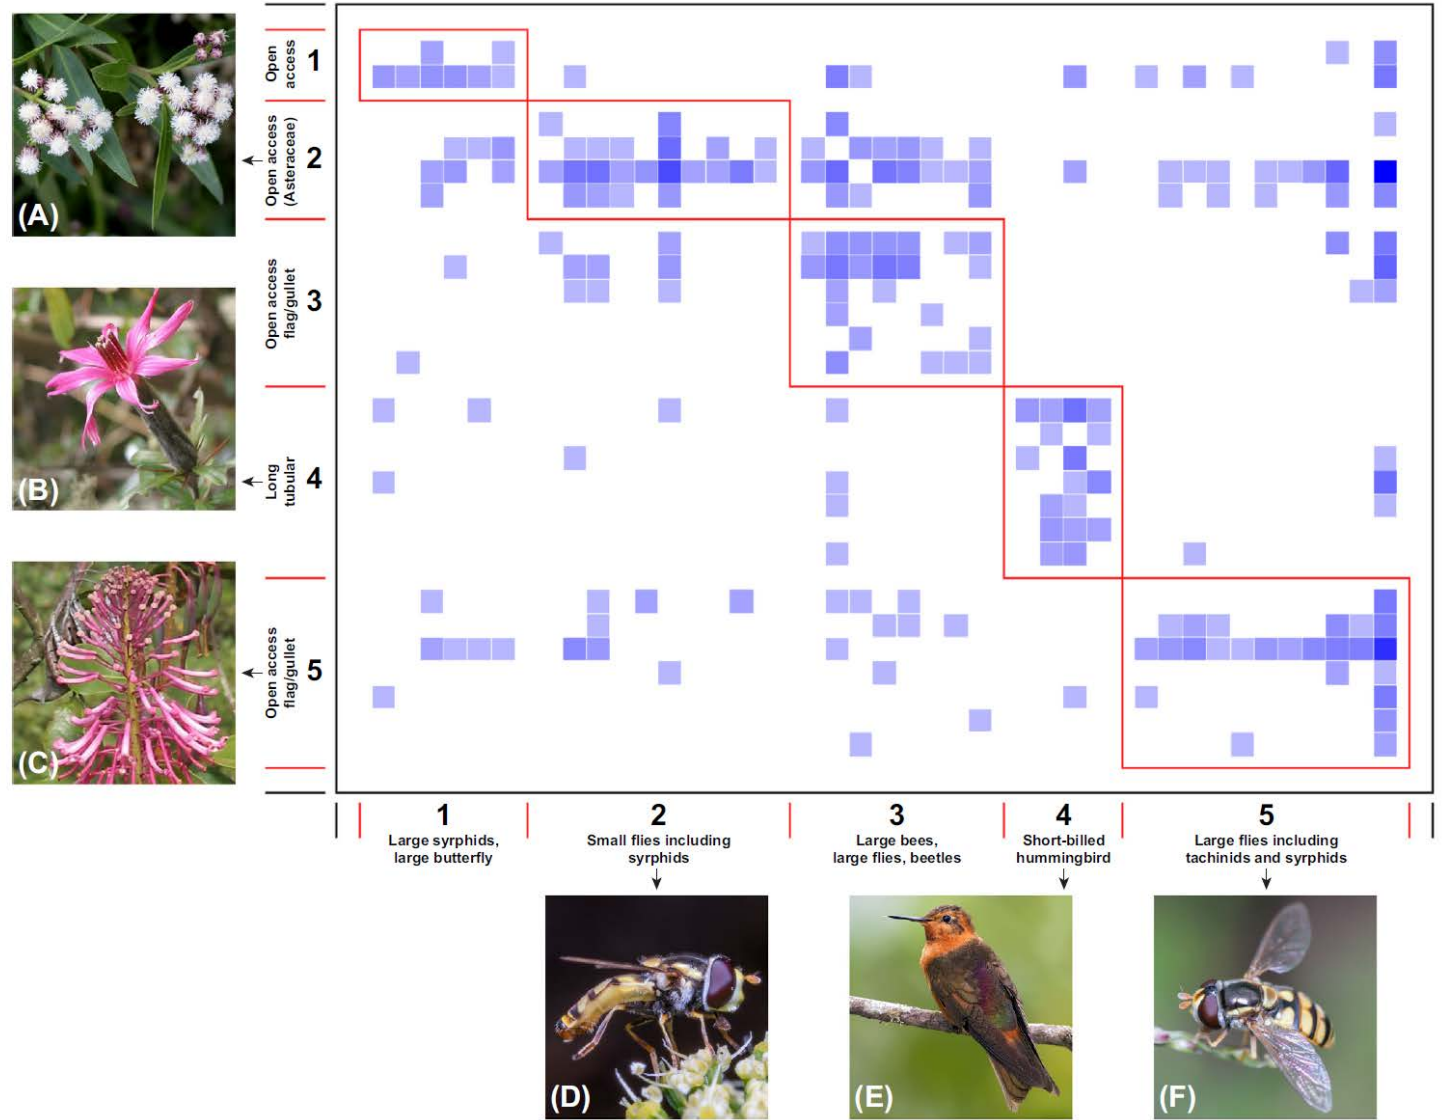 (A)
(B)
(C)
Open
access
1
Open access
(Asteraceae)
2
Open access
flag/gullet
3
Long
tubular
4
Open access
flag/gullet
5
1
Large syrphids,
large butterfly
2
Small flies including
syrphids
3
Large bees,
large flies, beetles
4
Short-billed
hummingbird
5
Large flies including
tachinids and syrphids
(D)
(E)
(F)